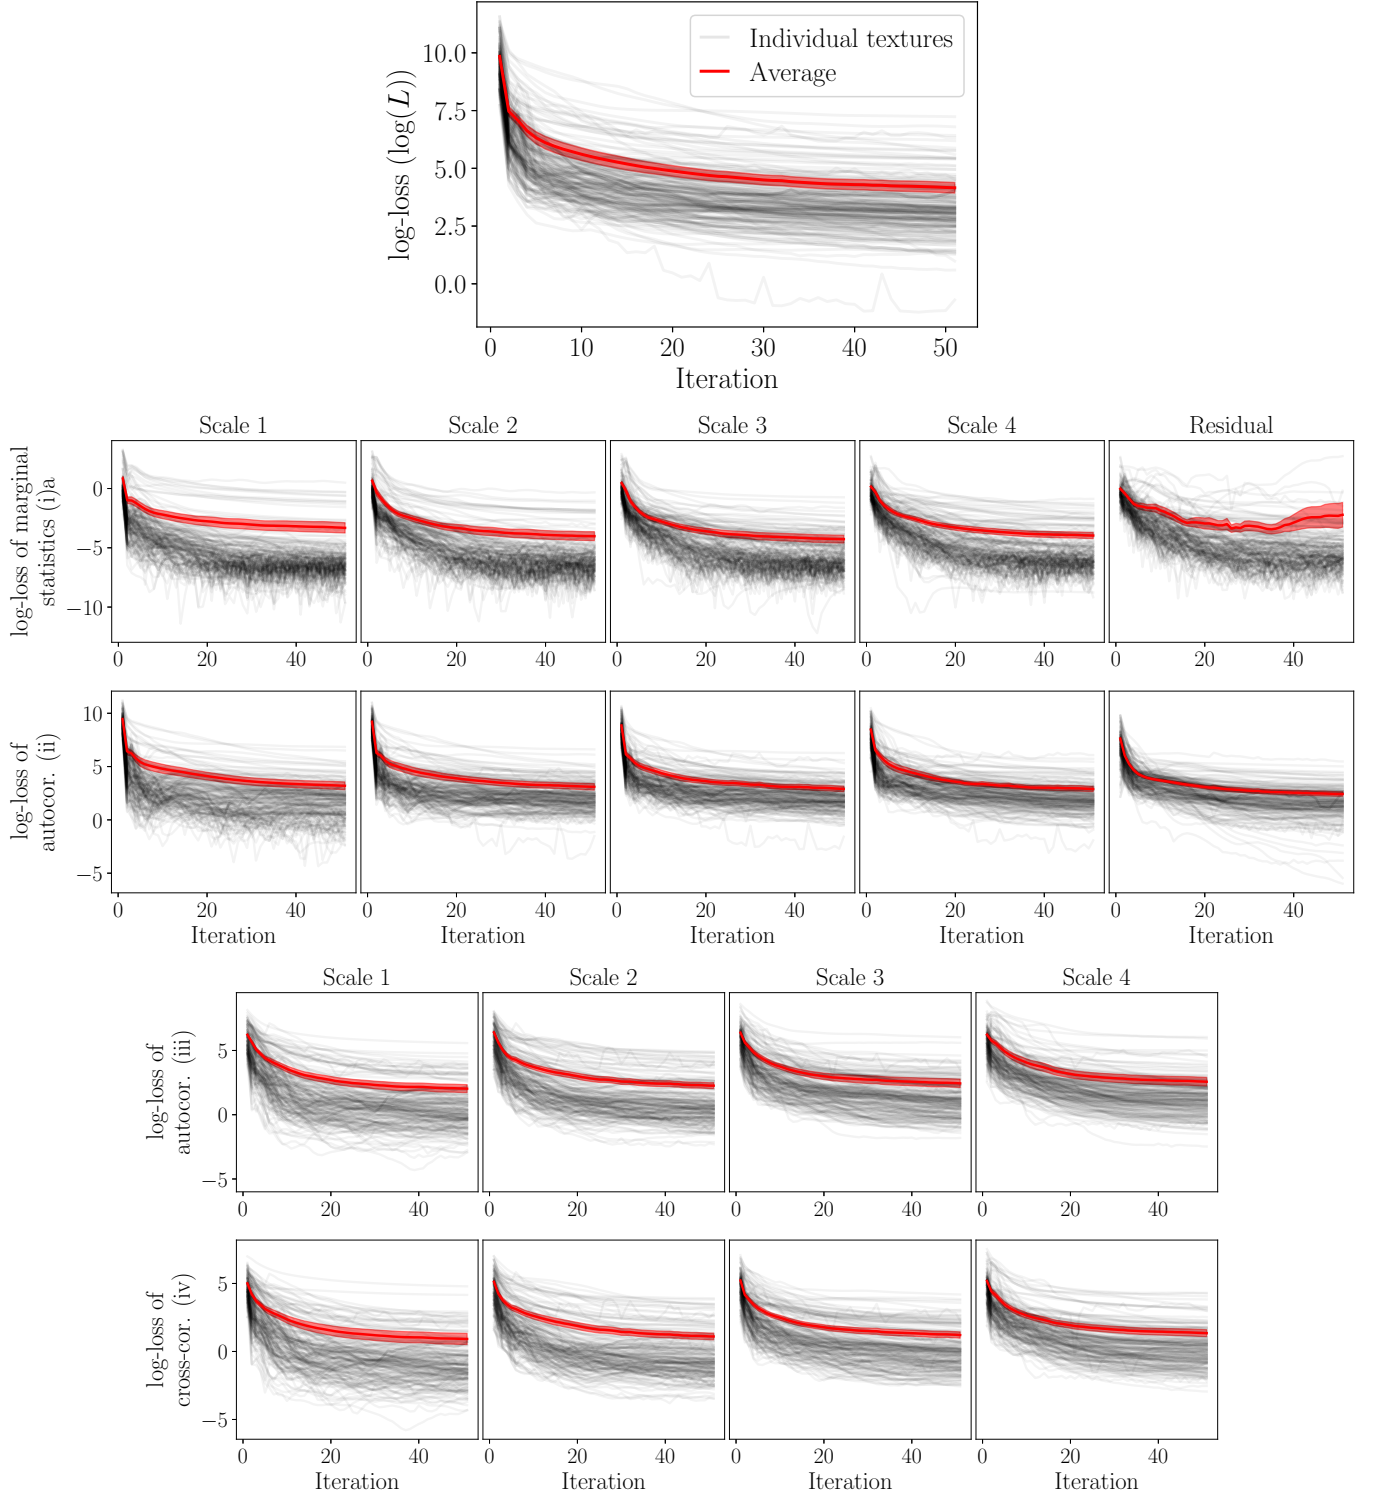 log-loss (log(L))
10.0
7.5
5.0
2.5
0.0
Individual textures
Average
0 10 20 30 40 50
Iteration
Scale 1 Scale 2 Scale 3 Scale 4 Residual
log-loss of marginal
statistics (i)a
0
−5
−10
0 20 40 0 20 40 0 20 40 0 20 40 0 20 40
log-loss of
autocor. (ii)
10
5
0
−5
0 20 40 0 20 40 0 20 40 0 20 40 0 20 40
Iteration Iteration Iteration Iteration Iteration
Scale 1 Scale 2 Scale 3 Scale 4
log-loss of
autocor. (iii)
5
0
−5
0 20 40 0 20 40 0 20 40 0 20 40
log-loss of
cross-cor. (iv)
5
0
−5
0 20 40 0 20 40 0 20 40 0 20 40
Iteration Iteration Iteration Iteration